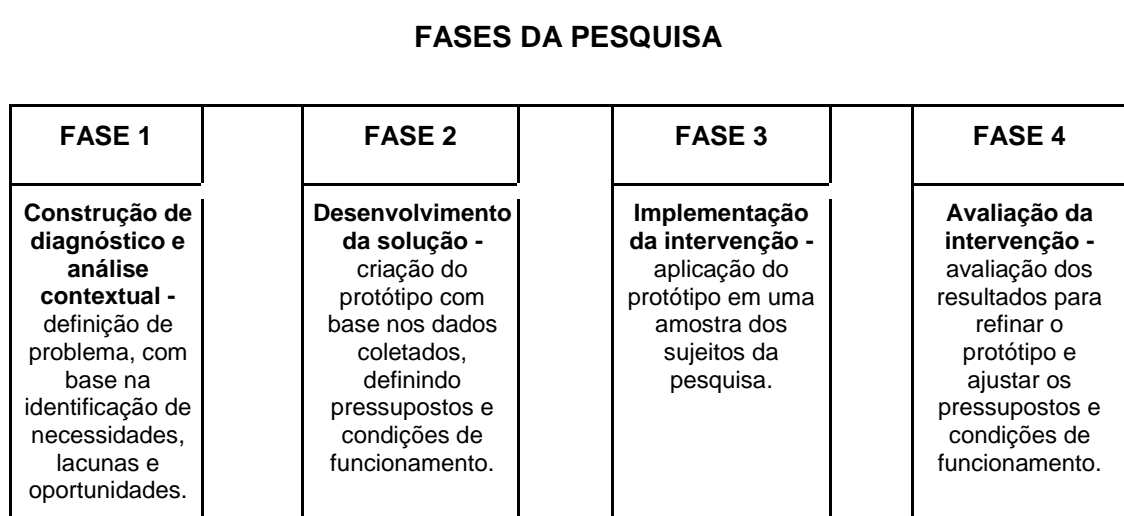 FASES DA PESQUISA
FASE 1
FASE 2
FASE 3
FASE 4
Construção de
diagnóstico e
análise
contextual -
definição de
problema, com
base na
identificação de
necessidades,
lacunas e
oportunidades.
Desenvolvimento
da solução -
criação do
protótipo com
base nos dados
coletados,
definindo
pressupostos e
condições de
funcionamento.
Implementação
da intervenção -
aplicação do
protótipo em uma
amostra dos
sujeitos da
pesquisa.
Avaliação da
intervenção -
avaliação dos
resultados para
refinar o
protótipo e
ajustar os
pressupostos e
condições de
funcionamento.